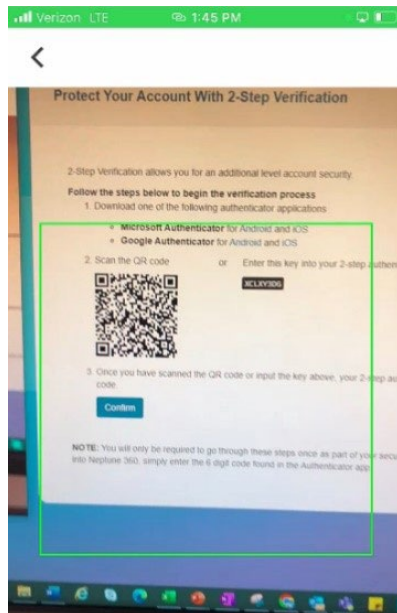 Verizon LTE 1:45 PM
Protect Your Account With 2-Step Verification
2-Step Verification allows you for an additional level account security.
Follow the steps below to begin the verification process
1. Download one of the following authenticator applications
Microsoft Authenticator for Android and iOS
Google Authenticator for Android and iOS
2. Scan the QR code or Enter this key into your 2-step authen
3. Once you have scanned the QR code or input the key above, your 2-step au
code.
Confirm
NOTE: You will only be required to go through these steps once as part of your secu
into Neptune 360, simply enter the 6 digit code found in the Authenticator app